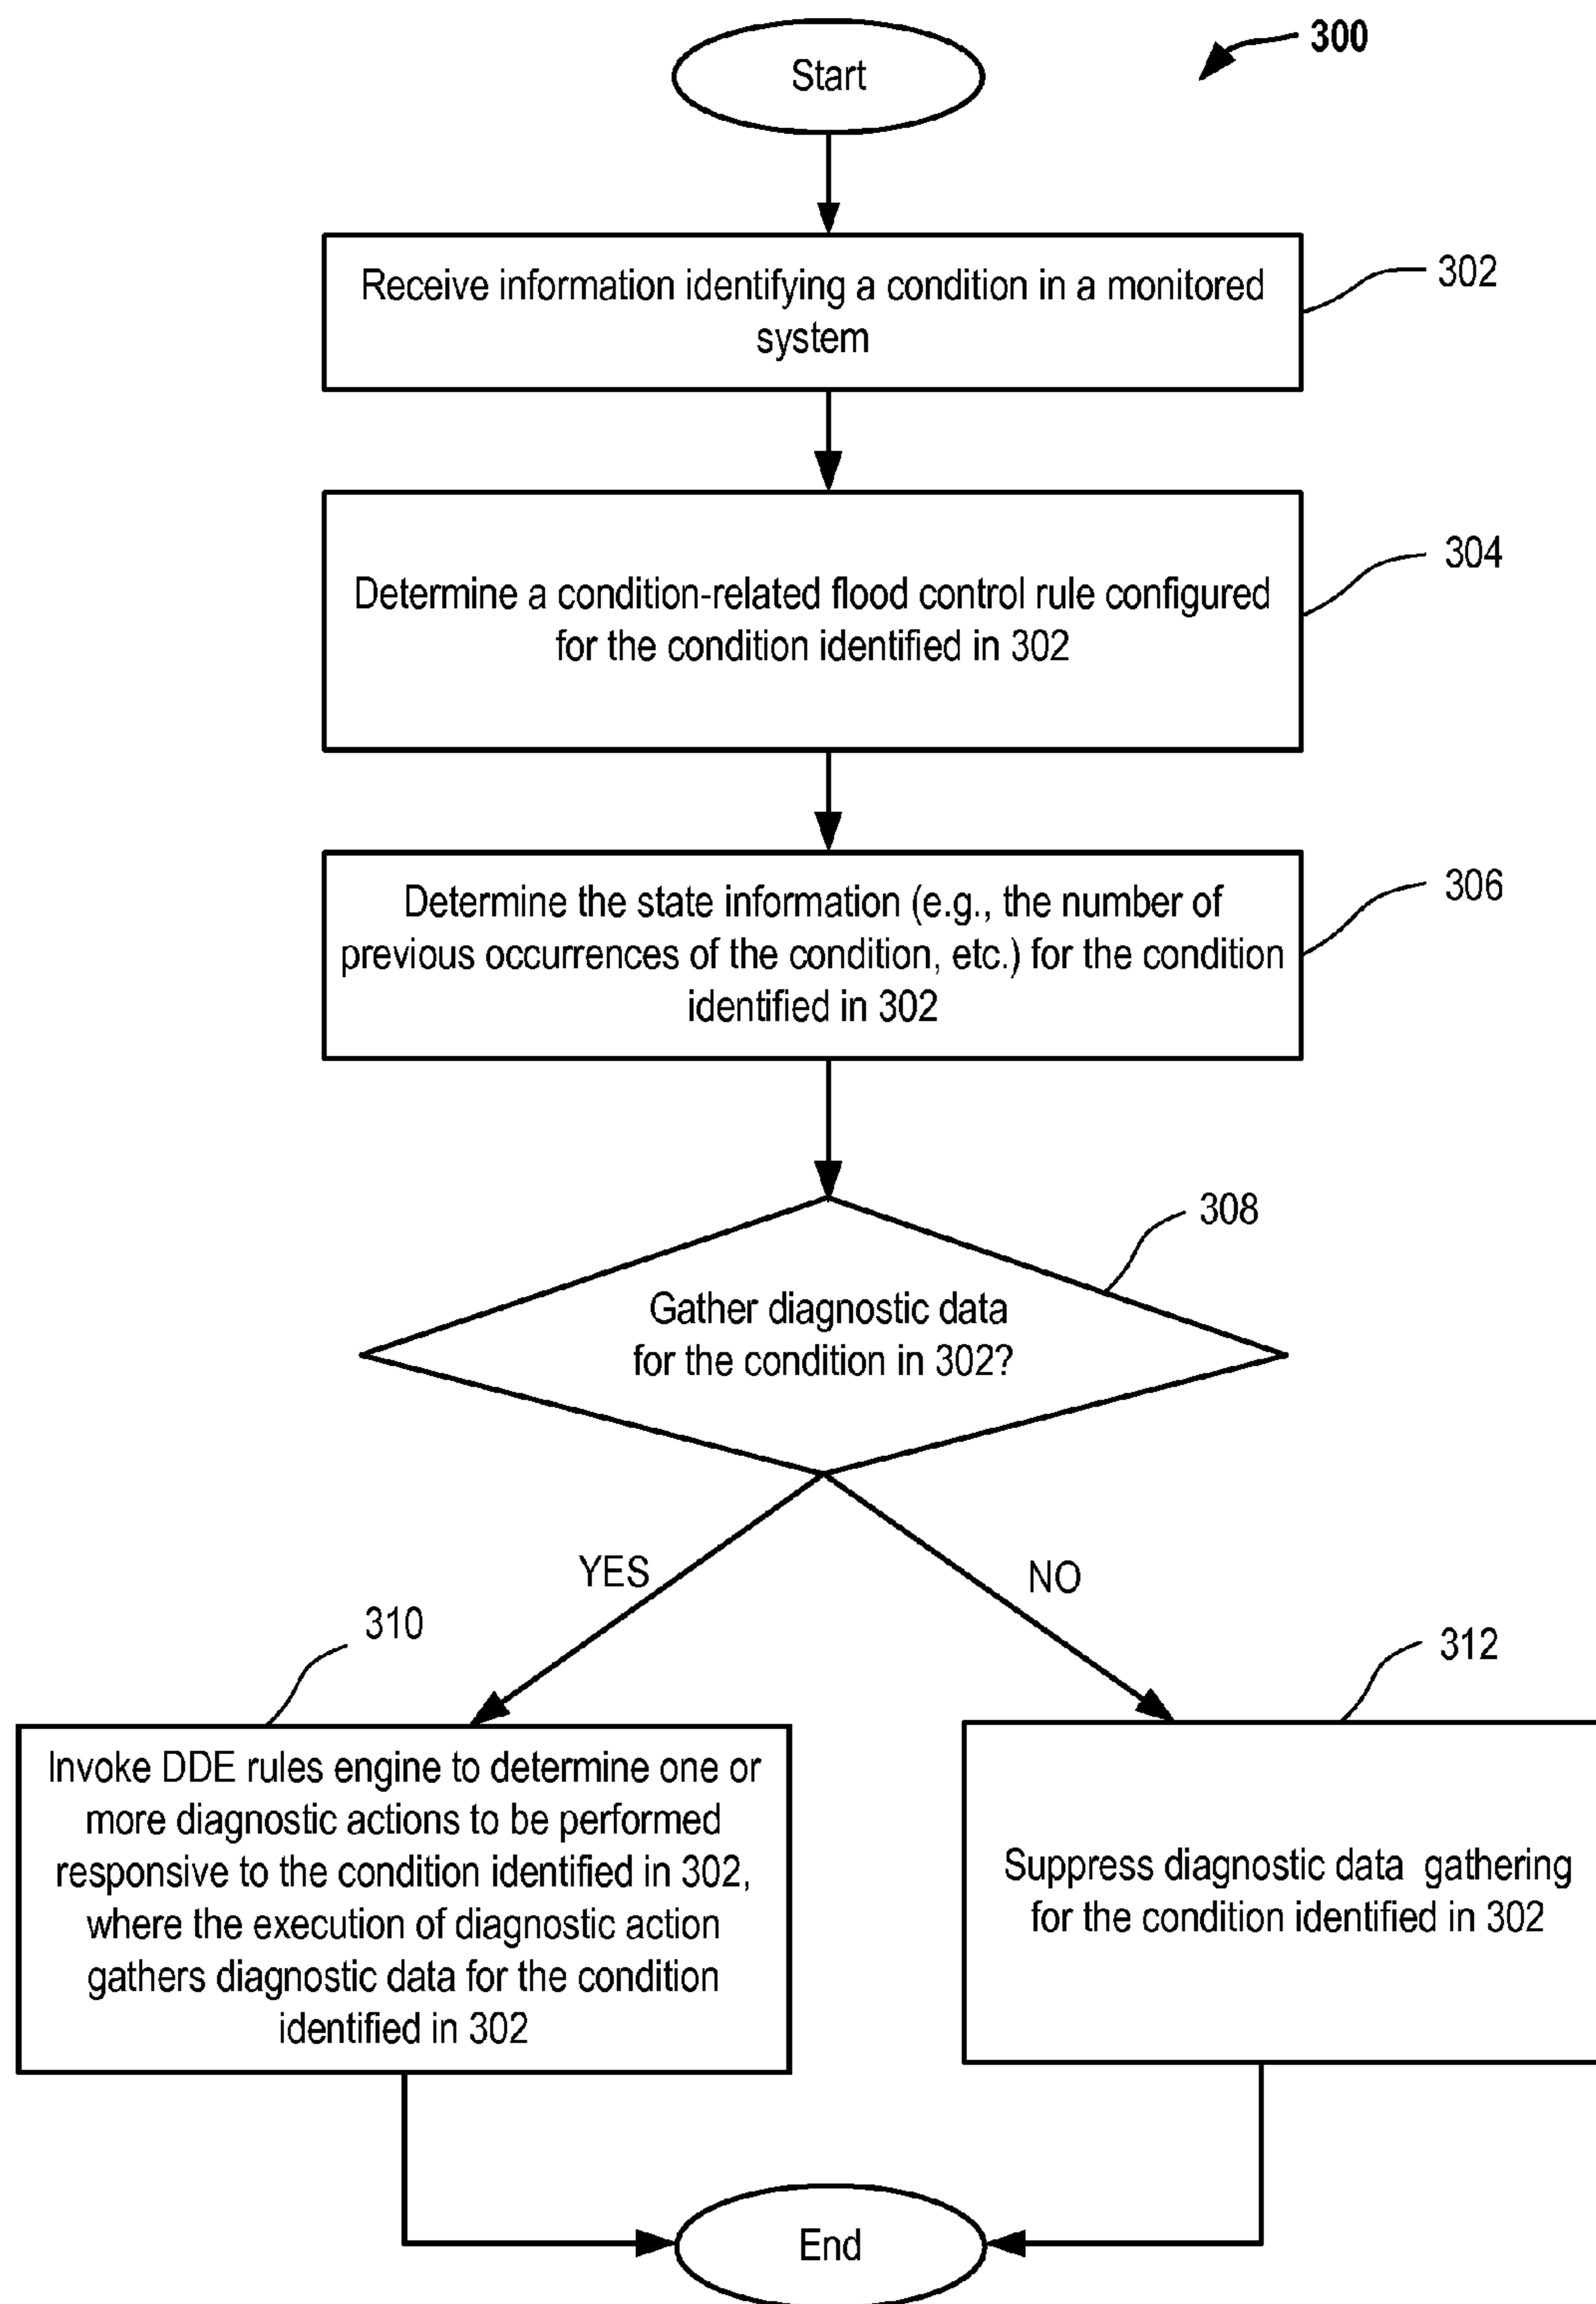 300
Start
Receive information identifying a condition in a monitored
system
302
Determine a condition-related flood control rule configured
for the condition identified in 302
304
Determine the state information (e.g., the number of
previous occurrences of the condition, etc.) for the condition
identified in 302
306
308
Gather diagnostic data
for the condition in 302?
YES
NO
310
Invoke DDE rules engine to determine one or
more diagnostic actions to be performed
responsive to the condition identified in 302,
where the execution of diagnostic action
gathers diagnostic data for the condition
identified in 302
312
Suppress diagnostic data gathering
for the condition identified in 302
End